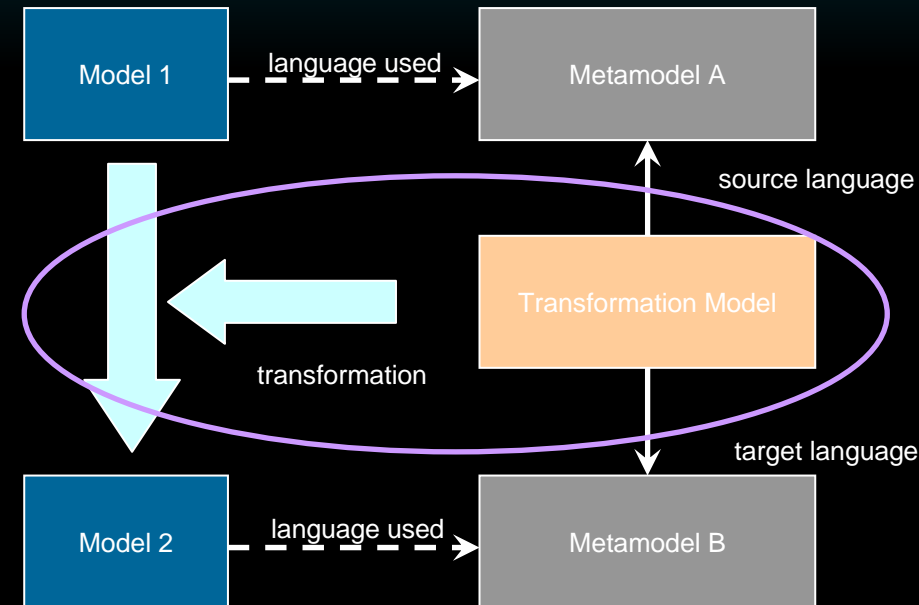 Model 1
language used
Metamodel A
source language
Transformation Model
transformation
target language
Model 2
language used
Metamodel B